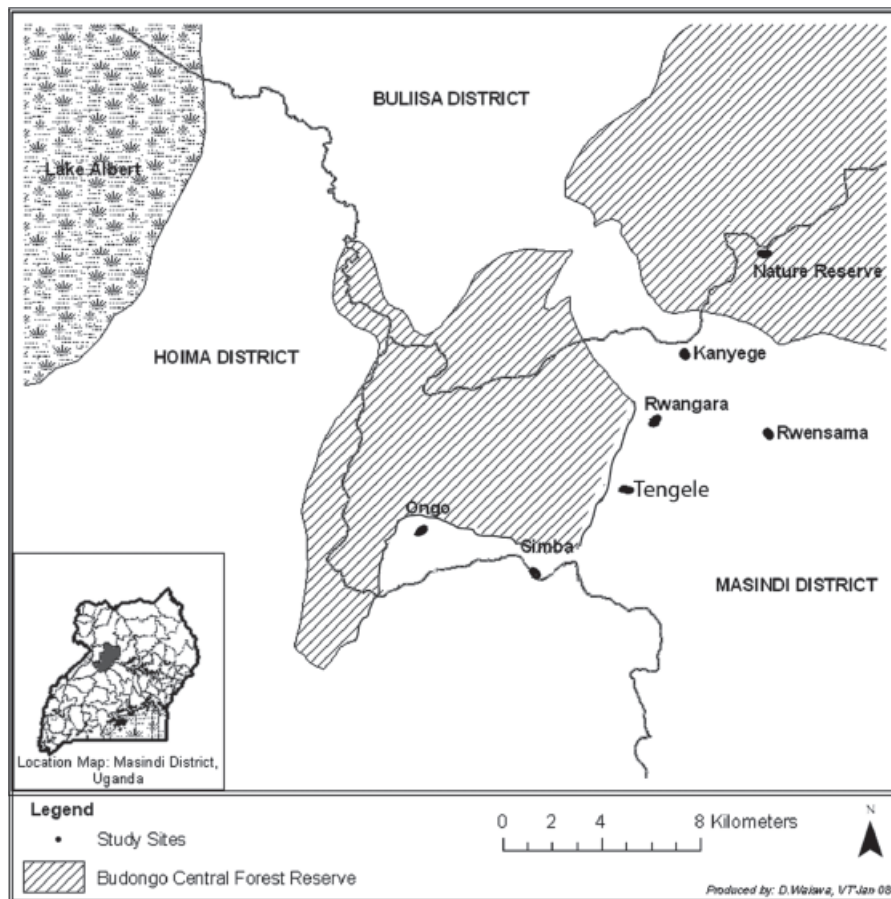 BULIISA DISTRICT
Lake Albert
Nature Reserve
HOIMA DISTRICT
Kanyege
Rwangara
Rwensama
Tengele
Ongo
Simba
MASINDI DISTRICT
Location Map: Masindi District,
Uganda
Legend
Study Sites
Budongo Central Forest Reserve
0 2 4 8 Kilometers
N
Produced by: D.Waiswa, VT'Jan 08